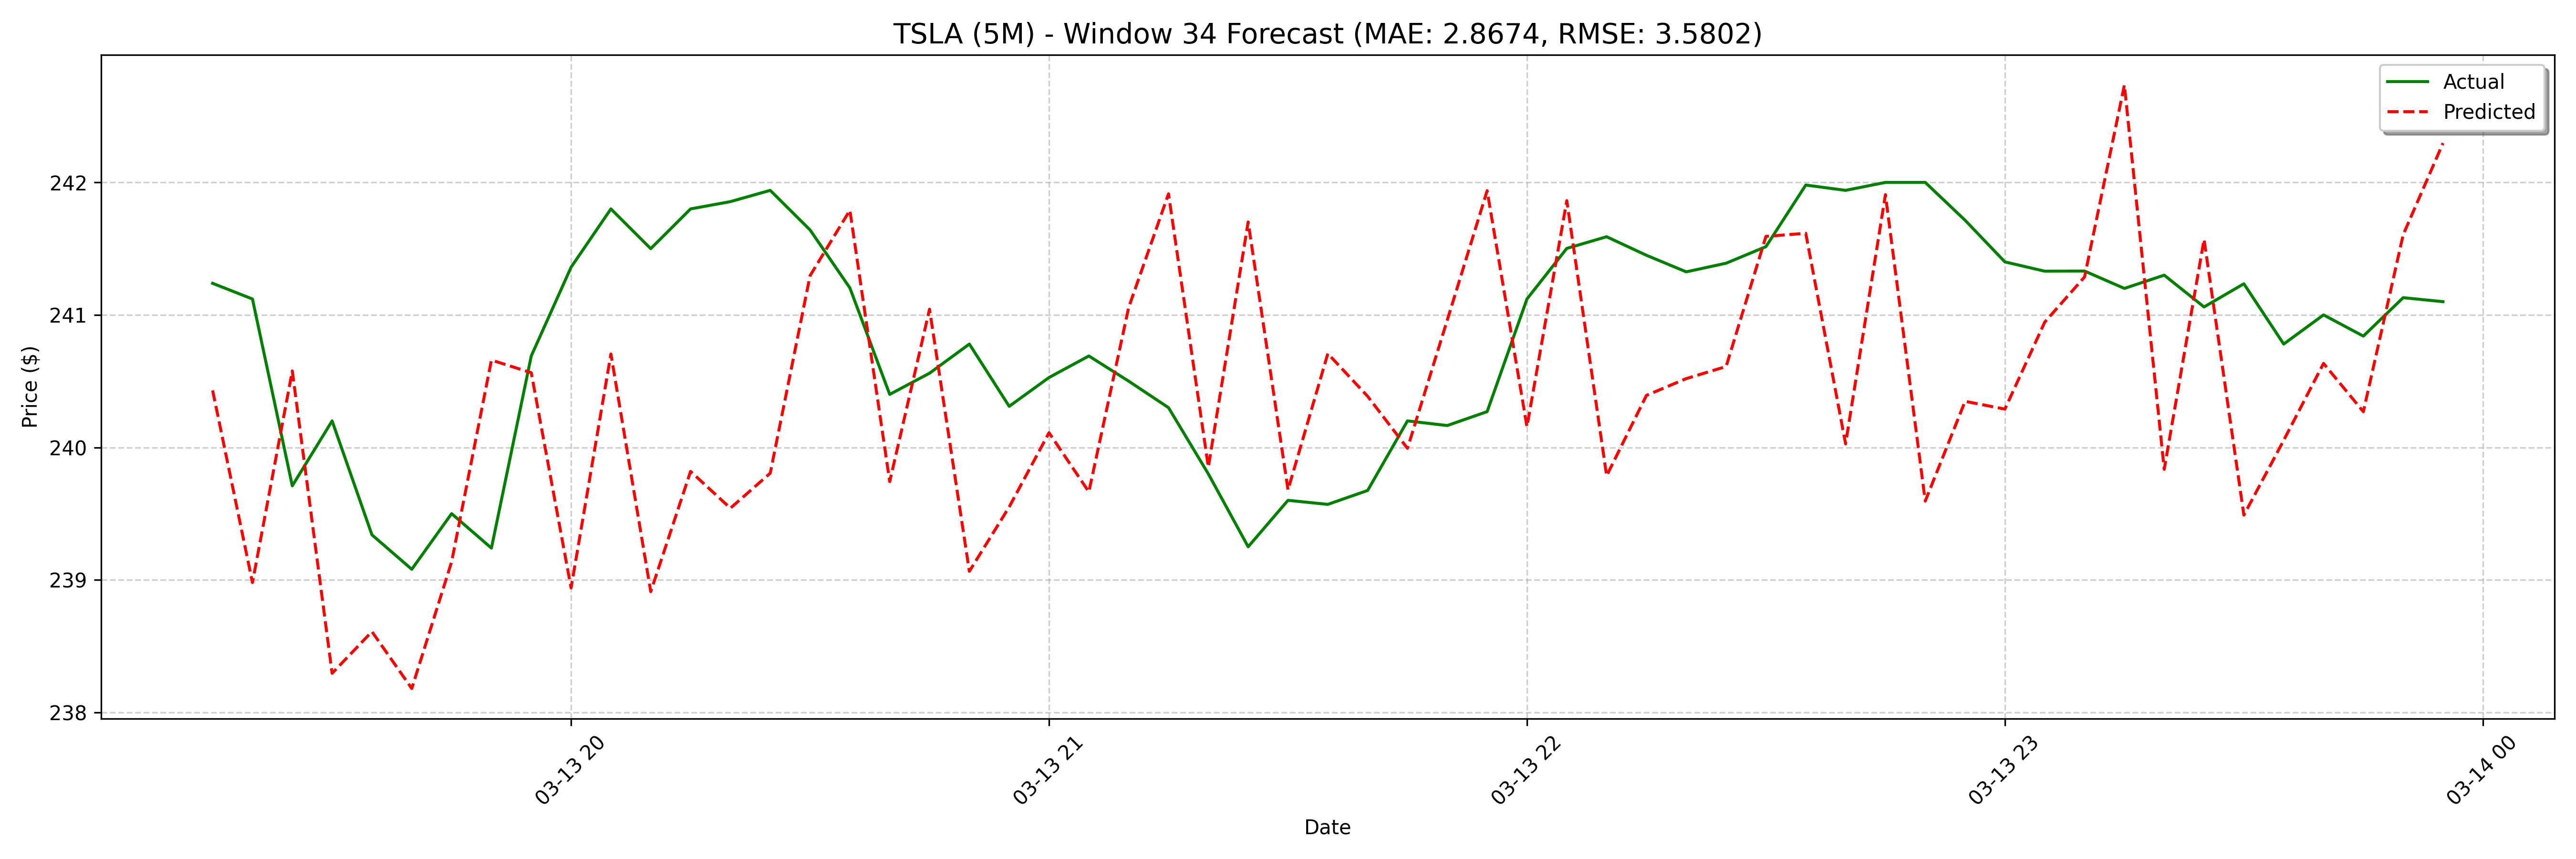 TSLA (5M) - Window 34 Forecast (MAE: 2.8674, RMSE: 3.5802)
Actual
Predicted
Price ($)
242
241
240
239
238
03-13 20
03-13 21
03-13 22
03-13 23
03-14 00
Date